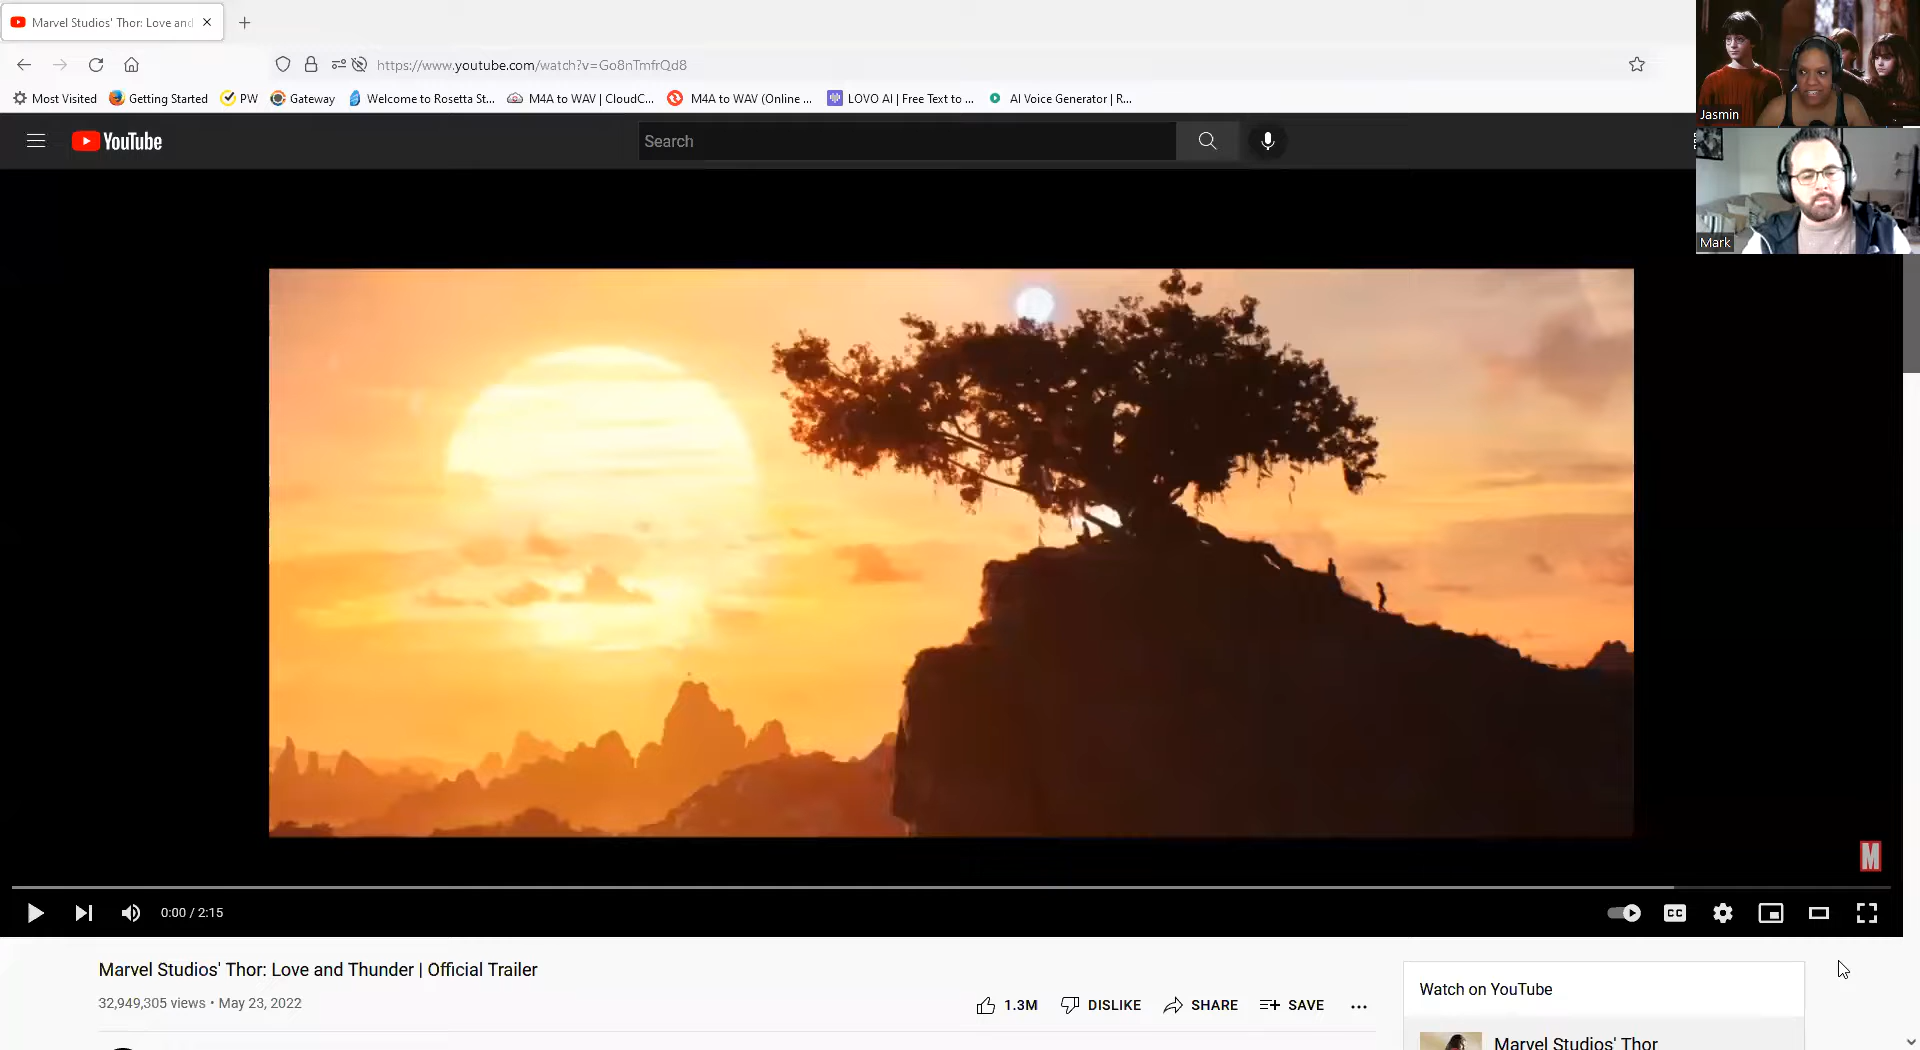 Marvel Studios' Thor: Love and
https://www.youtube.com/watch?v=Go8nTmfrQd8
Most Visited Getting Started PW Gateway Welcome to Rosetta St... M4A to WAV | CloudC... M4A to WAV (Online ... LOVO AI | Free Text to ... AI Voice Generator | R...
Jasmin
YouTube Search
Mark
M
0:00 / 2:15 CC
Marvel Studios' Thor: Love and Thunder | Official Trailer
Watch on YouTube
32,949,305 views • May 23, 2022 1.3M DISLIKE SHARE SAVE ...
Marvel Studios' Thor